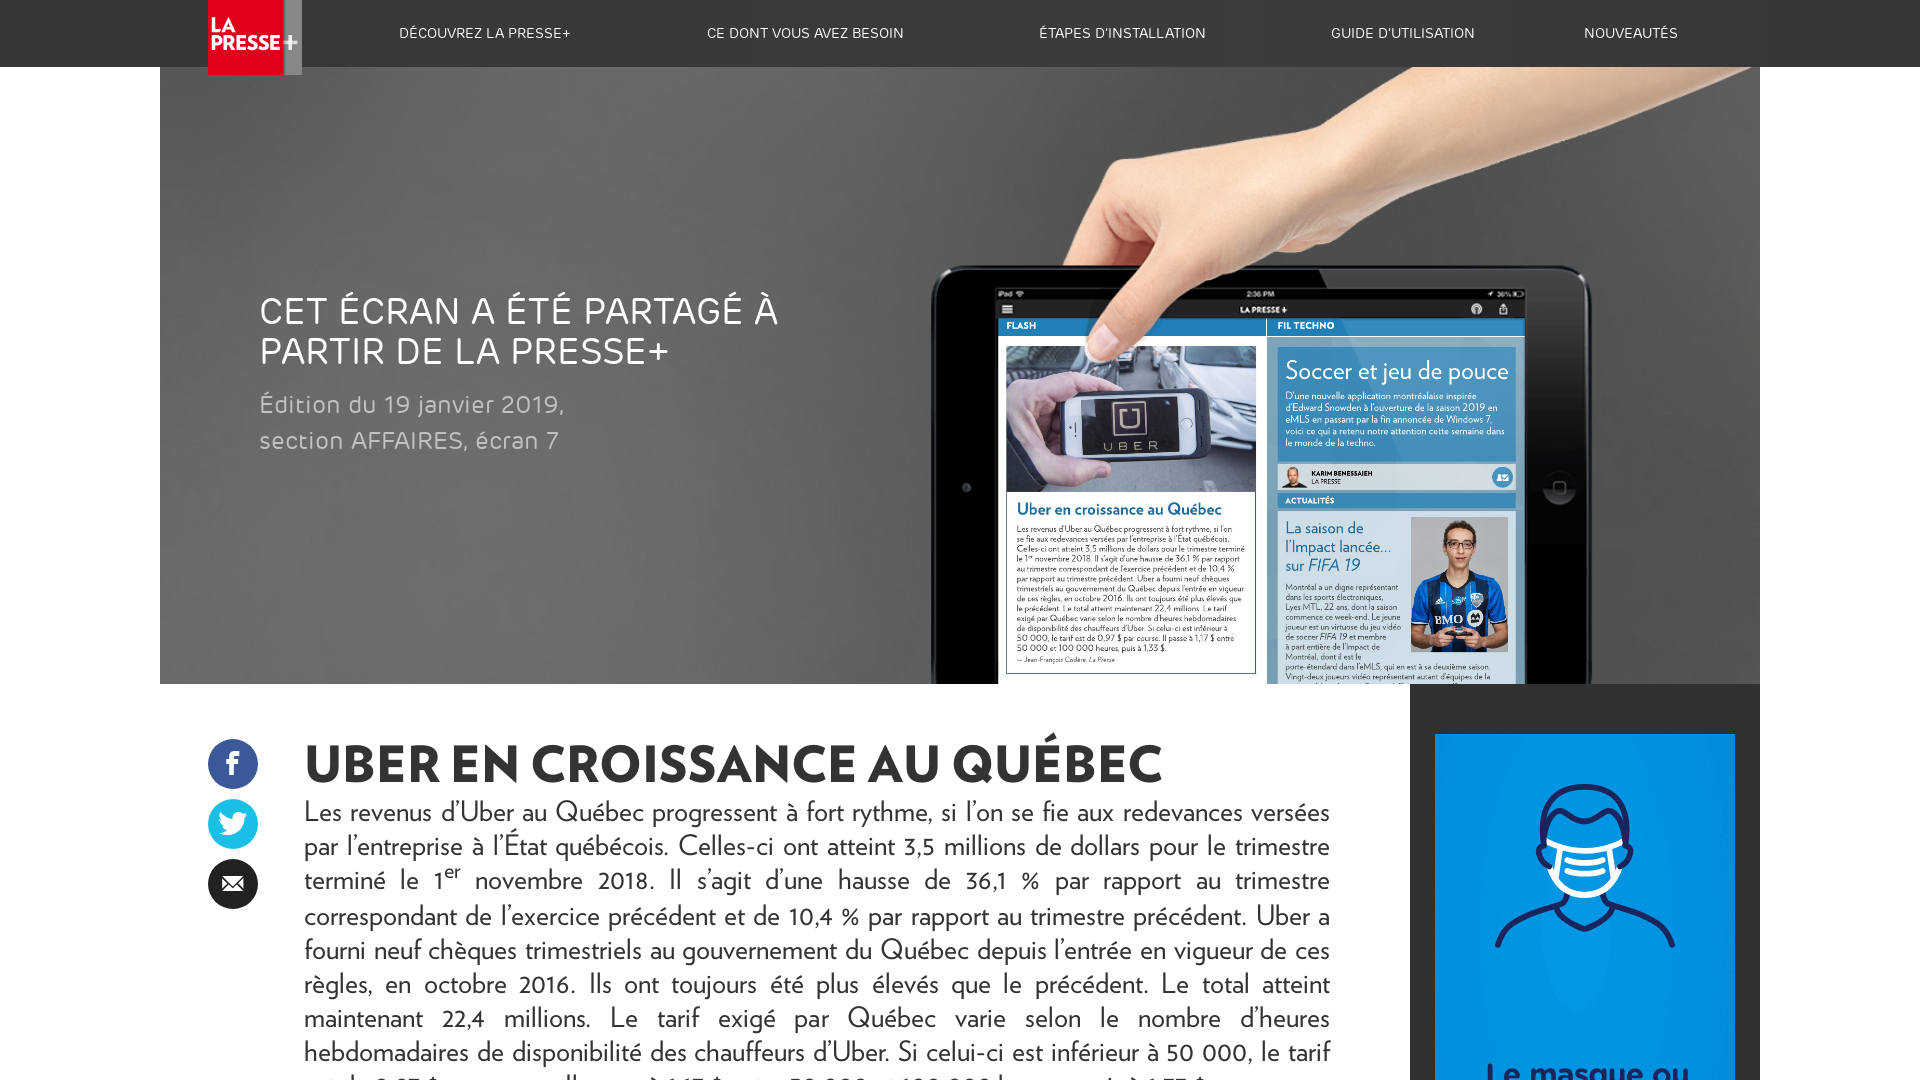 LA PRESSE+
DÉCOUVREZ LA PRESSE+
CE DONT VOUS AVEZ BESOIN
ÉTAPES D'INSTALLATION
GUIDE D'UTILISATION
NOUVEAUTÉS
CET ÉCRAN A ÉTÉ PARTAGÉ À
PARTIR DE LA PRESSE+
Édition du 19 janvier 2019,
section AFFAIRES, écran 7
iPad
2:36 PM
36%
LA PRESSE+
FLASH
UBER
Uber en croissance au Québec
Les revenus d'Uber au Québec progressent à fort rythme, si l'on
se fie aux redevances versées par l'entreprise à l'État québécois.
Celles-ci ont atteint 3,5 millions de dollars pour le trimestre terminé
le 1er novembre 2018. Il s'agit d'une hausse de 36,1 % par rapport
au trimestre correspondant de l'exercice précédent et de 10,4 %
par rapport au trimestre précédent. Uber a fourni neuf chèques
trimestriels au gouvernement du Québec depuis l'entrée en vigueur
de ces règles, en octobre 2016. Ils ont toujours été plus élevés que
le précédent. Le total atteint maintenant 22,4 millions. Le tarif
exigé par Québec varie selon le nombre d'heures hebdomadaires
de disponibilité des chauffeurs d'Uber. Si celui-ci est inférieur à
50 000, le tarif est de 0,97 $ par course. Il passe à 1,17 $ entre
50 000 et 100 000 heures, puis à 1,33 $.
— Jean-François Codère, La Presse
FIL TECHNO
Soccer et jeu de pouce
D'une nouvelle application montréalaise inspirée
d'Edward Snowden à l'ouverture de la saison 2019 en
eMLS en passant par la fin annoncée de Windows 7,
voici ce qui a retenu notre attention cette semaine dans
le monde de la techno.
KARIM BENESSAIEH
LA PRESSE
ACTUALITÉS
La saison de
l'Impact lancée...
sur FIFA 19
BMO
Montréal a un digne représentant
dans les sports électroniques,
Lyes MTL, 22 ans, dont la saison
commence ce week-end. Le jeune
joueur est un virtuose du jeu vidéo
de soccer FIFA 19 et membre
à part entière de l'Impact de
Montréal, dont il est le
porte-étendard dans l'eMLS, qui en est à sa deuxième saison.
Vingt-deux joueurs vidéo représentant autant d'équipes de la
UBER EN CROISSANCE AU QUÉBEC
Les revenus d’Uber au Québec progressent à fort rythme, si l’on se fie aux redevances versées
par l’entreprise à l’État québécois. Celles-ci ont atteint 3,5 millions de dollars pour le trimestre
terminé le 1er novembre 2018. Il s’agit d’une hausse de 36,1 % par rapport au trimestre
correspondant de l’exercice précédent et de 10,4 % par rapport au trimestre précédent. Uber a
fourni neuf chèques trimestriels au gouvernement du Québec depuis l’entrée en vigueur de ces
règles, en octobre 2016. Ils ont toujours été plus élevés que le précédent. Le total atteint
maintenant 22,4 millions. Le tarif exigé par Québec varie selon le nombre d’heures
hebdomadaires de disponibilité des chauffeurs d’Uber. Si celui-ci est inférieur à 50 000, le tarif
Le masque ou